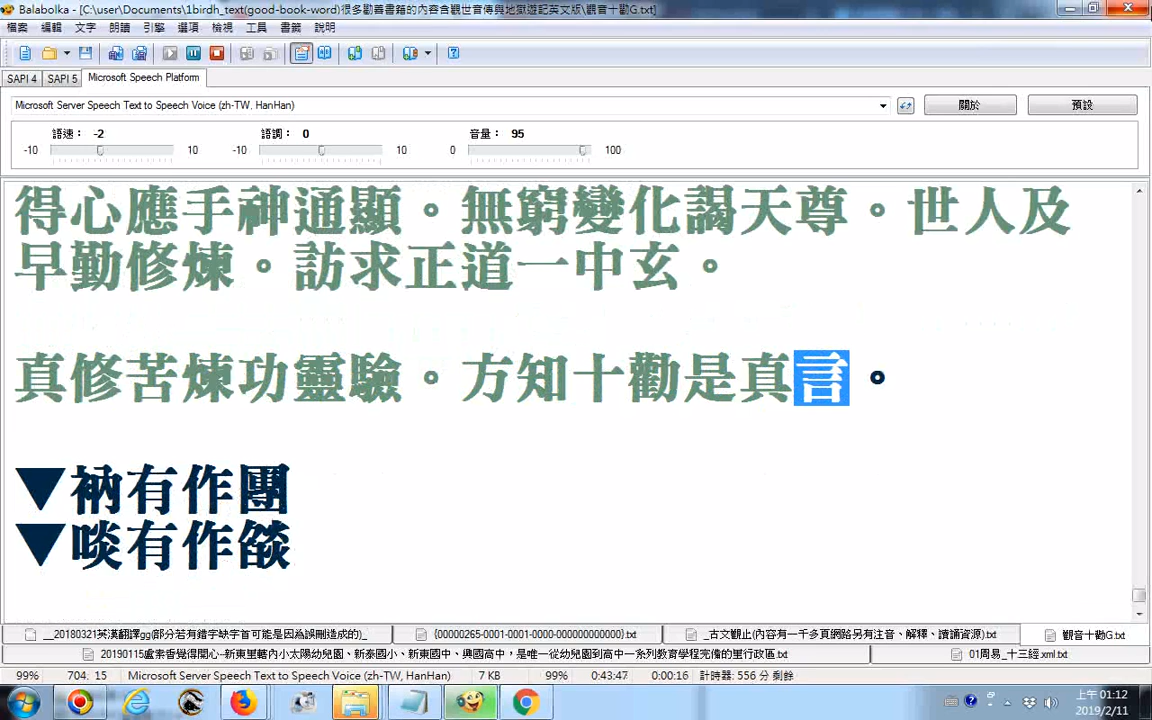 Balabolka - [C:\user\Documents\1birdh_text(good-book-word)很多勸善書籍的內容含觀世音傳與地獄遊記英文版\觀音十勸G.txt]
檔案 編輯 文字 朗讀 引擎 選項 檢視 工具 書籤 說明
SAPI 4 SAPI 5 Microsoft Speech Platform
Microsoft Server Speech Text to Speech Voice (zh-TW, HanHan) 關於 預設
語速： -2 語調： 0 音量： 95
-10 10 -10 10 0 100
得心應手神通顯。無窮變化謁天尊。世人及
早勤修煉。訪求正道一中玄。
真修苦煉功靈驗。方知十勸是真言。
▼衲有作團
▼啖有作燄
__20180321英漢翻譯gg(部分若有錯字缺字首可能是因為誤刪造成的)_ {00000265-0001-0001-0000-000000000000}.txt _古文觀止(內容有一千多頁網路另有注音、解釋、讀誦資源).txt 觀音十勸G.txt
20190115盧素香覺得開心--新東里轄內小太陽幼兒園、新泰國小、新東國中、興國高中，是唯一從幼兒園到高中一系列教育學程完備的里行政區.txt 01周易_十三經.xml.txt
99% 704. 15 Microsoft Server Speech Text to Speech Voice (zh-TW, HanHan) 7 KB 99% 0:43:47 0:00:16 計時器: 556 分 剩餘
上午 01:12
2019/2/11